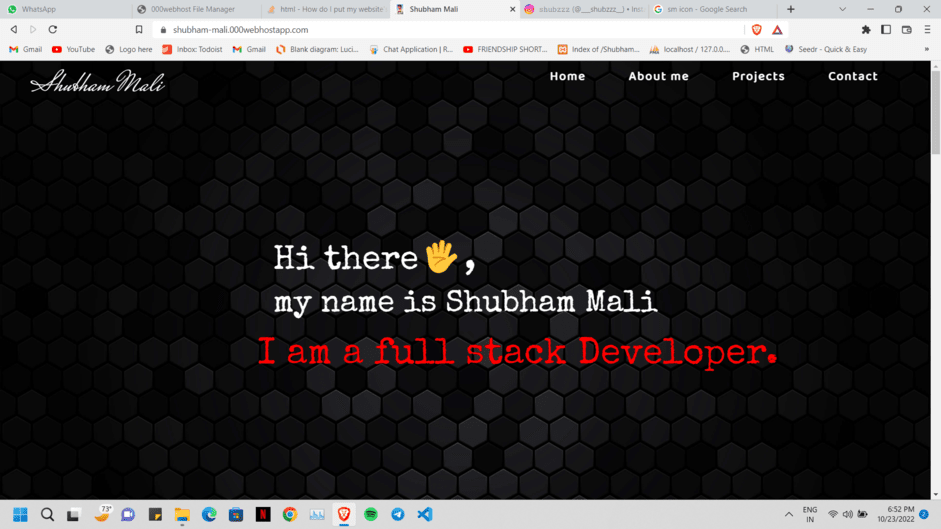 WhatsApp
000webhost File Manager
html - How do I put my website
Shubham Mali
𝚜𝚑𝚞𝚋𝚣𝚣𝚣 (@___shubzzz__) • Inst
sm icon - Google Search
shubham-mali.000webhostapp.com
Gmail
YouTube
Logo here
Inbox: Todoist
Gmail
Blank diagram: Luci...
Chat Application | R...
FRIENDSHIP SHORT...
Index of /Shubham...
localhost / 127.0.0....
HTML
Seedr - Quick & Easy
»
Shubham Mali
Home
About me
Projects
Contact
Hi there🖐,
my name is Shubham Mali
I am a full stack Developer.
73°
ENG
IN
6:52 PM
10/23/2022
2